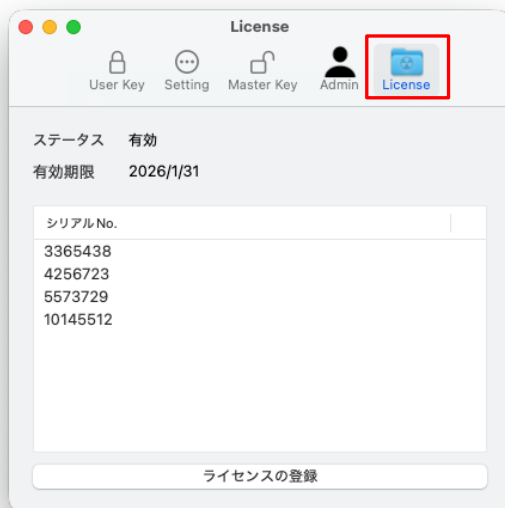 License
User Key Setting Master Key Admin License
ステータス 有効
有効期限 2026/1/31
シリアルNo.
3365438
4256723
5573729
10145512
ライセンスの登録